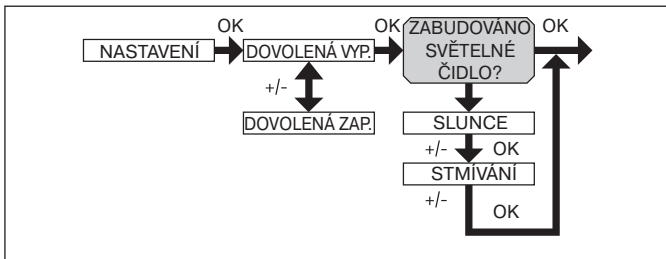 OK
OK
ZABUDOVÁNO
SVĚTELNÉ
ČIDLO?
OK
NASTAVENÍ
DOVOLENÁ VYP.
+/-
DOVOLENÁ ZAP.
SLUNCE
+/-
OK
STMÍVÁNÍ
+/-
OK